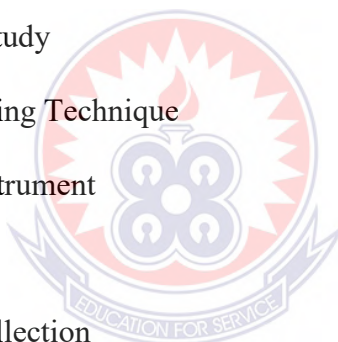 tudy
ing Technique
trument
EDUCATION FOR SERVICE
llection